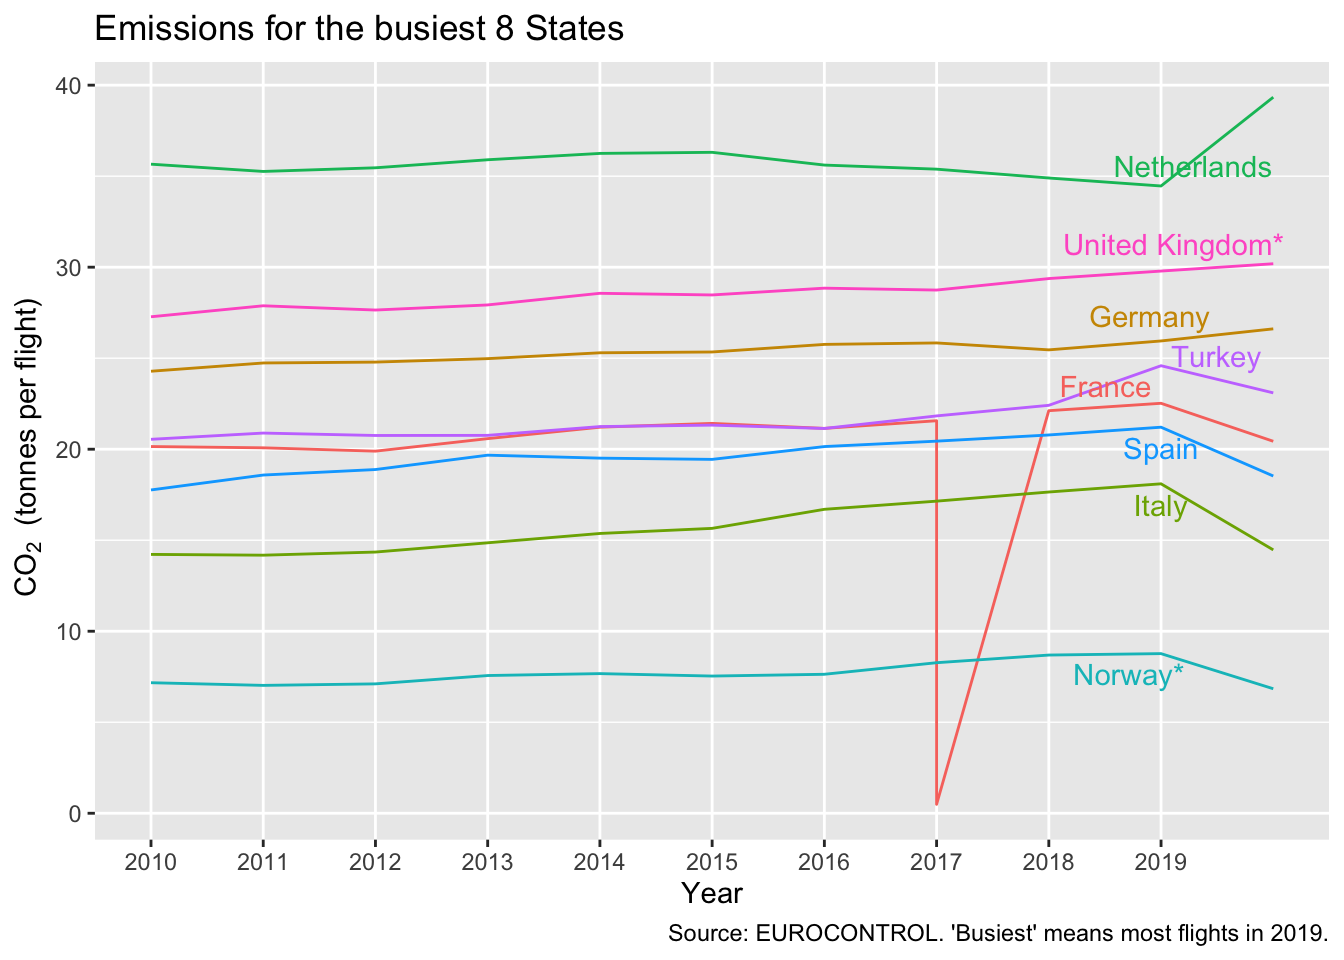 Emissions for the busiest 8 States
CO₂ (tonnes per flight)
40
30
20
10
0
Netherlands
United Kingdom*
Germany
Turkey
France
Spain
Italy
Norway*
2010 2011 2012 2013 2014 2015 2016 2017 2018 2019
Year
Source: EUROCONTROL. 'Busiest' means most flights in 2019.